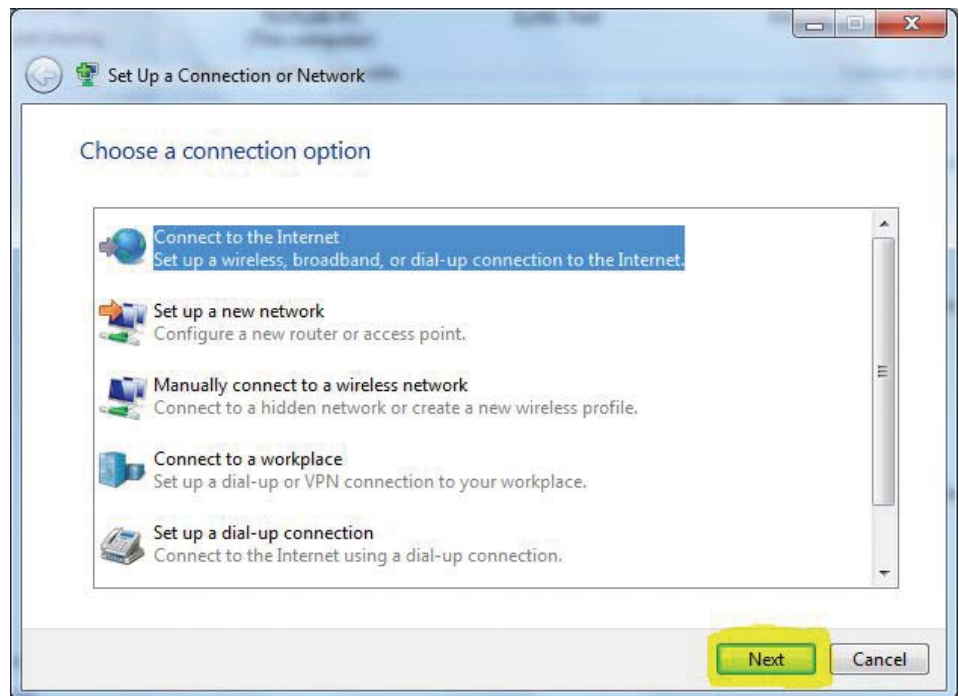 Set Up a Connection or Network
Choose a connection option
Connect to the Internet
Set up a wireless, broadband, or dial-up connection to the Internet.
Set up a new network
Configure a new router or access point.
Manually connect to a wireless network
Connect to a hidden network or create a new wireless profile.
Connect to a workplace
Set up a dial-up or VPN connection to your workplace.
Set up a dial-up connection
Connect to the Internet using a dial-up connection.
Next
Cancel